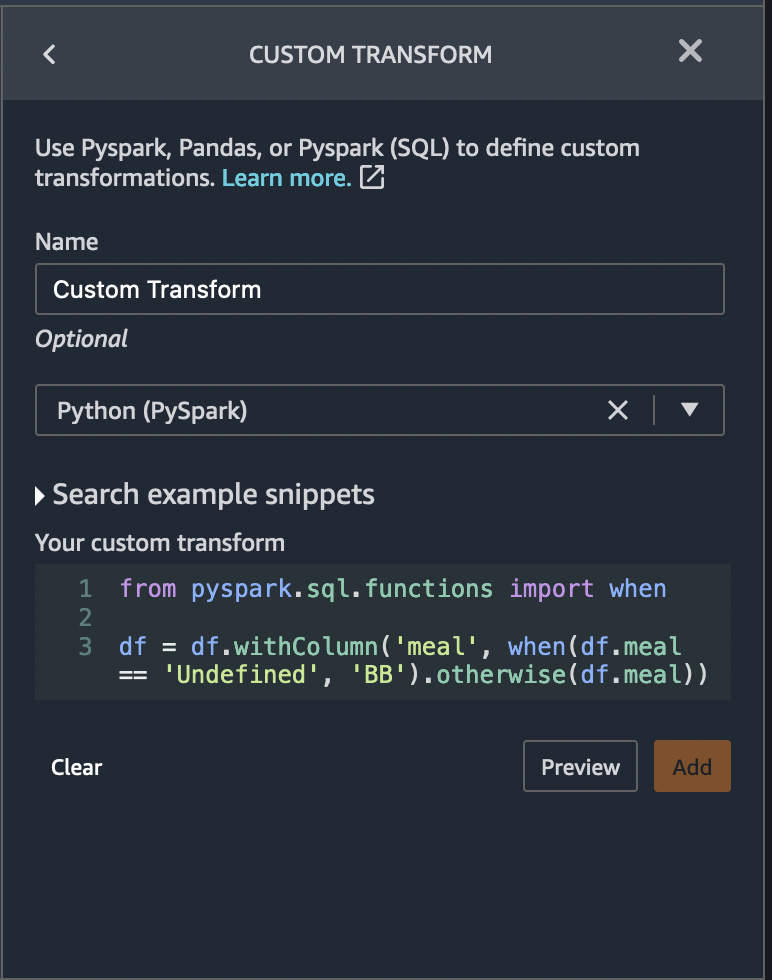 CUSTOM TRANSFORM
Use Pyspark, Pandas, or Pyspark (SQL) to define custom
transformations. Learn more.
Name
Custom Transform
Optional
Python (PySpark)
Search example snippets
Your custom transform
1 from pyspark.sql.functions import when
2
3 df = df.withColumn('meal', when(df.meal
== 'Undefined', 'BB').otherwise(df.meal))
Clear Preview Add